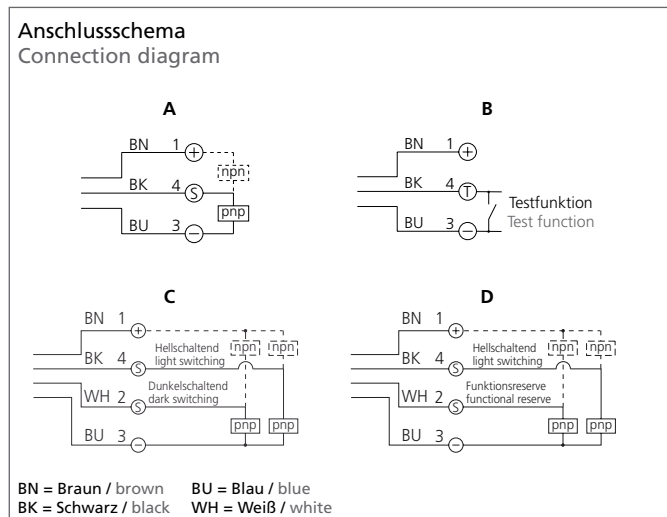 Anschlussschema
Connection diagram
A
BN 1 +
npn
BK 4 S
pnp
BU 3 −
B
BN 1 +
BK 4 T
Testfunktion
Test function
BU 3 −
C
BN 1 +
npn npn
Hellschaltend
BK 4 S light switching
Dunkelschaltend
WH 2 S dark switching
pnp pnp
BU 3 −
D
BN 1 +
npn npn
Hellschaltend
BK 4 S light switching
Funktionsreserve
WH 2 S functional reserve
pnp pnp
BU 3 −
BN = Braun / brown BU = Blau / blue
BK = Schwarz / black WH = Weiß / white